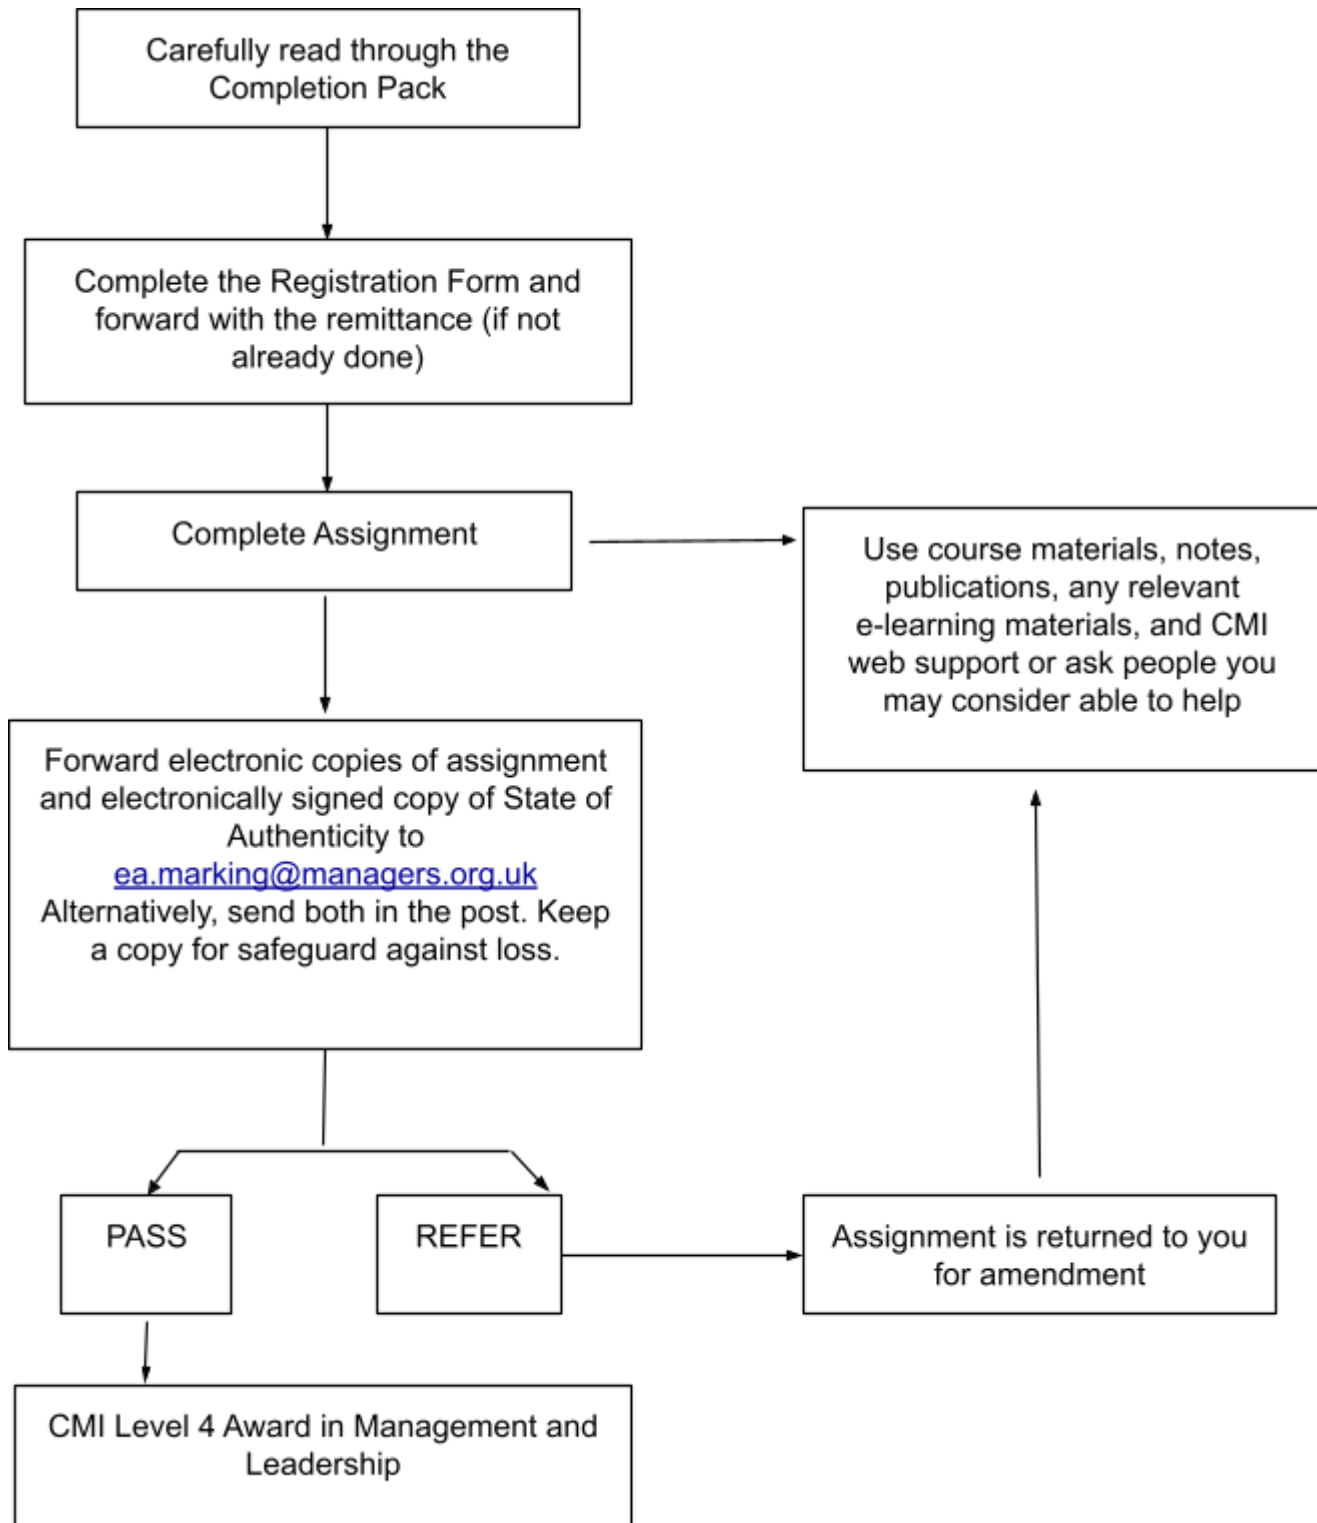 Carefully read through the
Completion Pack
Complete the Registration Form and
forward with the remittance (if not
already done)
Complete Assignment
Use course materials, notes,
publications, any relevant
e-learning materials, and CMI
web support or ask people you
may consider able to help
Forward electronic copies of assignment
and electronically signed copy of State of
Authenticity to
ea.marking@managers.org.uk
Alternatively, send both in the post. Keep
a copy for safeguard against loss.
PASS
REFER
Assignment is returned to you
for amendment
CMI Level 4 Award in Management and
Leadership